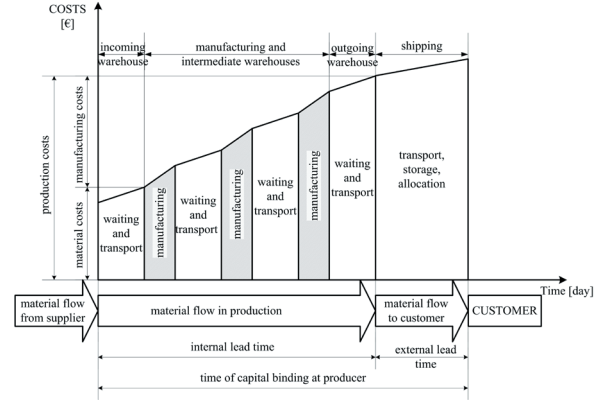 COSTS
[€]
incoming
warehouse
manufacturing and
intermediate warehouses
outgoing
warehouse
shipping
production costs
manufacturing costs
material costs
waiting
and
transport
manufacturing
waiting
and
transport
manufacturing
waiting
and
transport
manufacturing
waiting
and
transport
transport,
storage,
allocation
Time [day]
material flow
from supplier
material flow in production
material flow
to customer
CUSTOMER
internal lead time
external lead
time
time of capital binding at producer